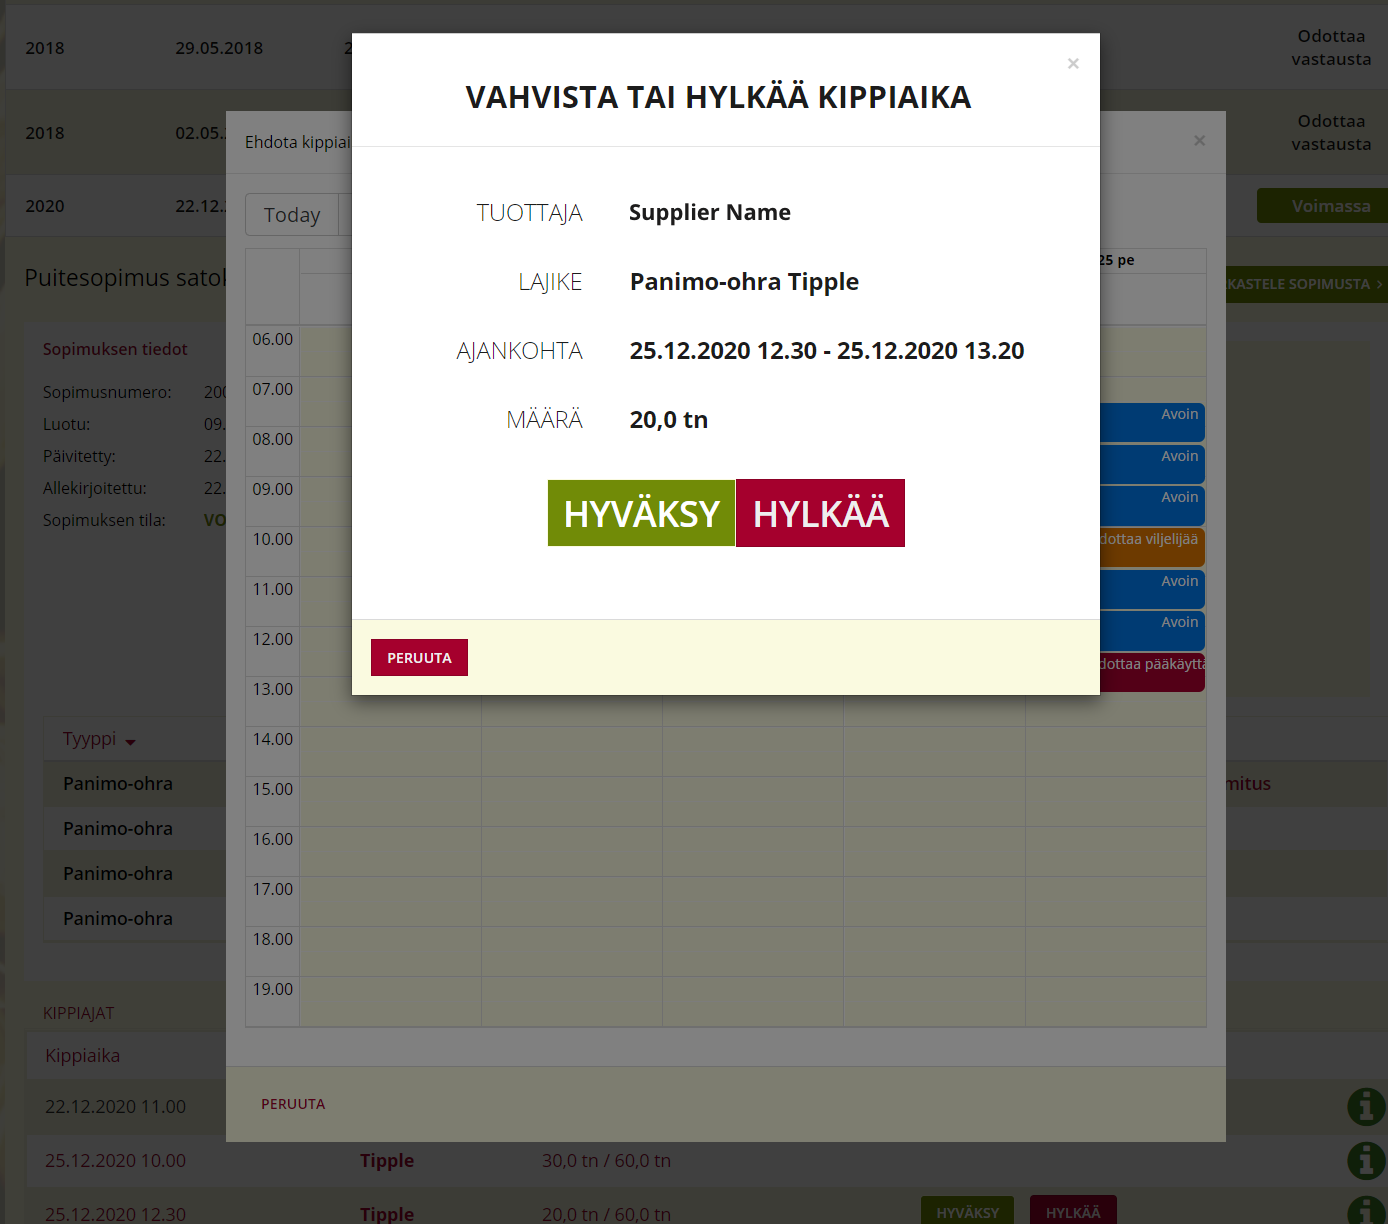 2018 29.05.2018 Odottaa vastausta
VAHVISTA TAI HYLKÄÄ KIPPIAIKA ×
2018 02.05. Odottaa vastausta
Ehdota kippiai ×
2020 22.12. Voimassa
Today
TUOTTAJA Supplier Name
25 pe
Puitesopimus satok
LAJIKE Panimo-ohra Tipple
KASTELE SOPIMUSTA >
06.00
Sopimuksen tiedot
AJANKOHTA 25.12.2020 12.30 - 25.12.2020 13.20
07.00
Sopimusnumero: 200
MÄÄRÄ 20,0 tn
Avoin
Luotu: 09.
08.00
Päivitetty: 22.
Avoin
Allekirjoitettu: 22.
09.00
Avoin
HYVÄKSY HYLKÄÄ
Sopimuksen tila: VO
10.00
dottaa viljelijää
11.00
Avoin
12.00
Avoin
PERUUTA
dottaa pääkäyttä
13.00
Tyyppi
14.00
Panimo-ohra
mitus
15.00
Panimo-ohra
16.00
Panimo-ohra
17.00
Panimo-ohra
18.00
19.00
KIPPIAJAT
Kippiaika
PERUUTA
22.12.2020 11.00
25.12.2020 10.00 Tipple 30,0 tn / 60,0 tn
25.12.2020 12.30 Tipple 20,0 tn / 60,0 tn HYVÄKSY HYLKÄÄ